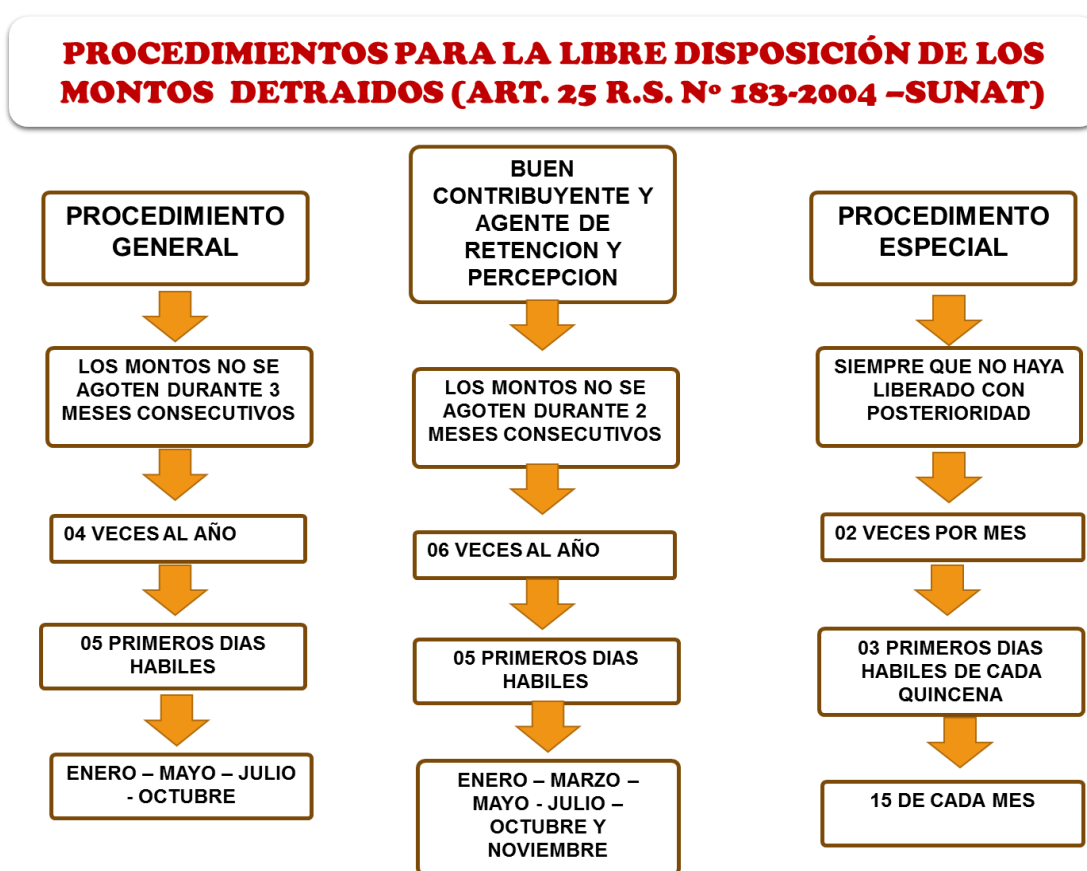 PROCEDIMIENTOS PARA LA LIBRE DISPOSICIÓN DE LOS
MONTOS DETRAIDOS (ART. 25 R.S. Nº 183-2004 –SUNAT)
PROCEDIMIENTO
GENERAL
LOS MONTOS NO SE
AGOTEN DURANTE 3
MESES CONSECUTIVOS
04 VECES AL AÑO
05 PRIMEROS DIAS
HABILES
ENERO – MAYO – JULIO
- OCTUBRE
BUEN
CONTRIBUYENTE Y
AGENTE DE
RETENCION Y
PERCEPCION
LOS MONTOS NO SE
AGOTEN DURANTE 2
MESES CONSECUTIVOS
06 VECES AL AÑO
05 PRIMEROS DIAS
HABILES
ENERO – MARZO –
MAYO - JULIO –
OCTUBRE Y
NOVIEMBRE
PROCEDIMENTO
ESPECIAL
SIEMPRE QUE NO HAYA
LIBERADO CON
POSTERIORIDAD
02 VECES POR MES
03 PRIMEROS DIAS
HABILES DE CADA
QUINCENA
15 DE CADA MES